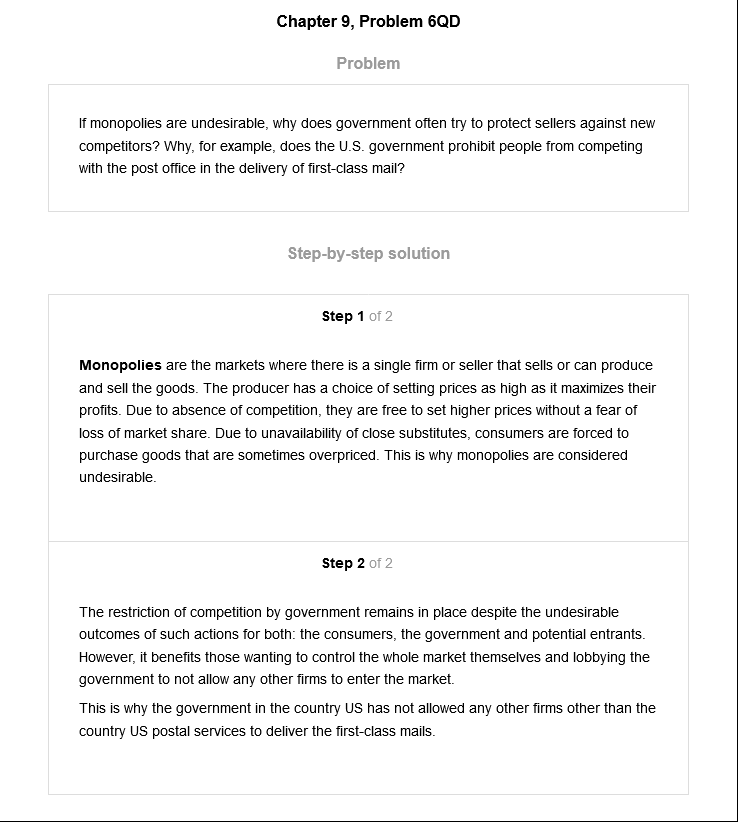 Chapter 9, Problem 6QD
Problem
If monopolies are undesirable, why does government often try to protect sellers against new
competitors? Why, for example, does the U.S. government prohibit people from competing
with the post office in the delivery of first-class mail?
Step-by-step solution
Step 1 of 2
Monopolies are the markets where there is a single firm or seller that sells or can produce
and sell the goods. The producer has a choice of setting prices as high as it maximizes their
profits. Due to absence of competition, they are free to set higher prices without a fear of
loss of market share. Due to unavailability of close substitutes, consumers are forced to
purchase goods that are sometimes overpriced. This is why monopolies are considered
undesirable.
Step 2 of 2
The restriction of competition by government remains in place despite the undesirable
outcomes of such actions for both: the consumers, the government and potential entrants.
However, it benefits those wanting to control the whole market themselves and lobbying the
government to not allow any other firms to enter the market.
This is why the government in the country US has not allowed any other firms other than the
country US postal services to deliver the first-class mails.